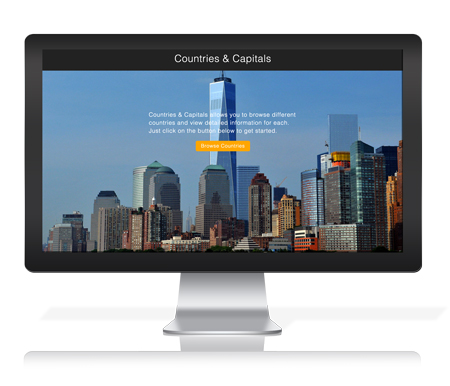 Countries & Capitals
Countries & Capitals allows you to browse different
countries and view detailed information for each.
Just click on the button below to get started.
Browse Countries